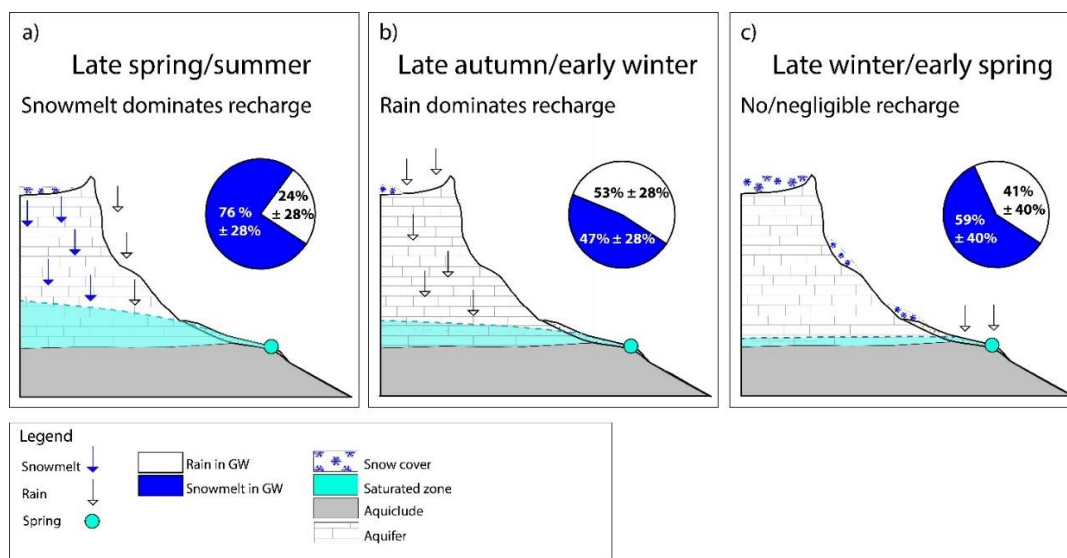 a)
Late spring/summer
Snowmelt dominates recharge
24%
± 28%
76 %
± 28%
b)
Late autumn/early winter
Rain dominates recharge
53% ± 28%
47% ± 28%
c)
Late winter/early spring
No/negligible recharge
41%
± 40%
59%
± 40%
Legend
Snowmelt
Rain
Spring
Rain in GW
Snowmelt in GW
Snow cover
Saturated zone
Aquiclude
Aquifer